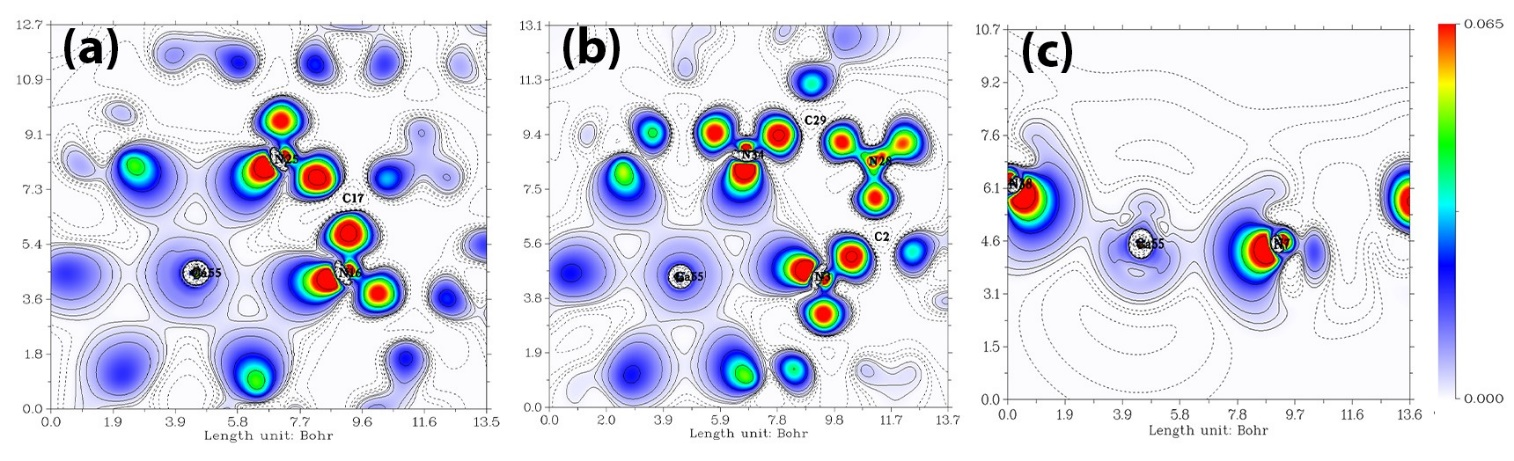 (a)
12.7
10.9
9.1
7.3
5.4
3.6
1.8
0.0
N25
C17
N16
0.0 1.9 3.9 5.8 7.7 9.6 11.6 13.5
Length unit: Bohr
(b)
13.1
11.3
9.4
7.5
5.6
3.8
1.9
0.0
C29
N34
N28
C2
N3
0.0 2.0 3.9 5.9 7.8 9.8 11.7 13.7
Length unit: Bohr
(c)
10.7
9.2
7.6
6.1
4.6
3.1
1.5
0.0
0.0 1.9 3.9 5.8 7.8 9.7 11.6 13.6
Length unit: Bohr
0.065
0.000